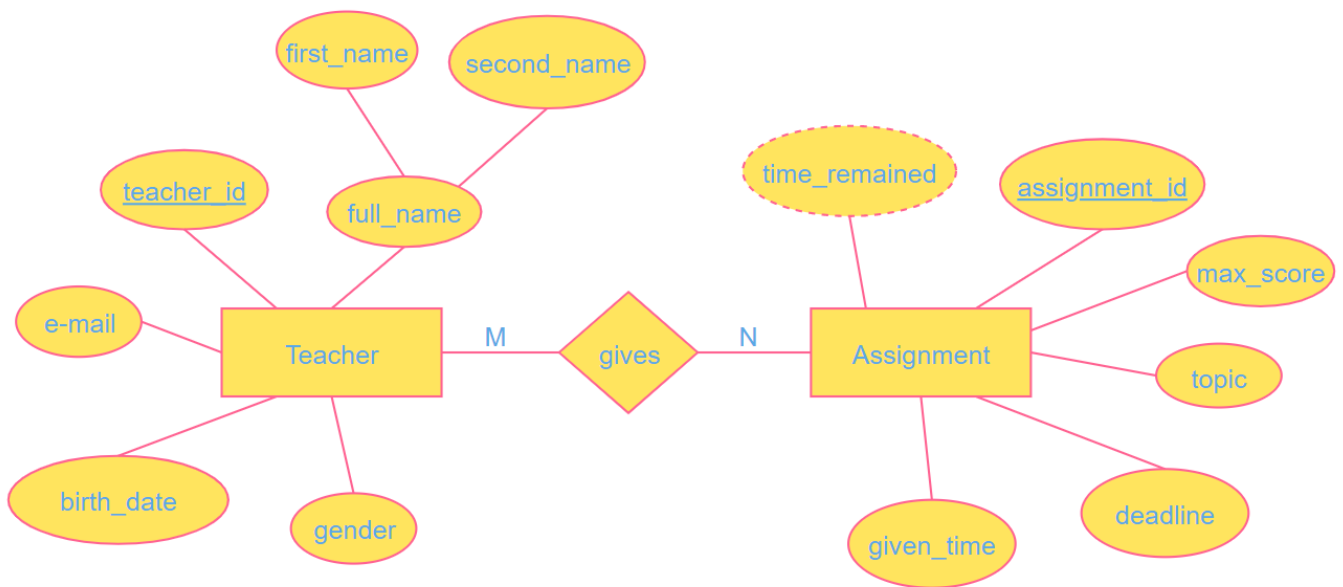 first_name
second_name
teacher_id
full_name
time_remained
assignment_id
max_score
e-mail
Teacher
M
gives
N
Assignment
topic
birth_date
gender
given_time
deadline